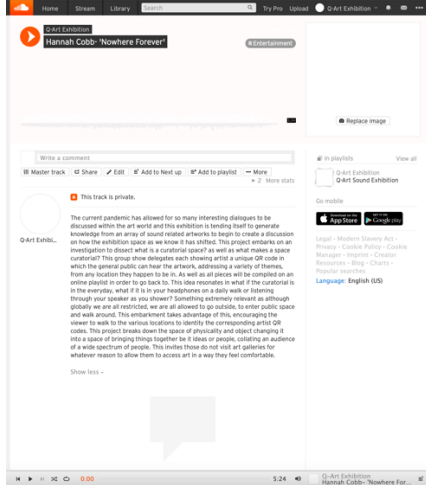 Home Stream Library Search Try Pro Upload Q-Art Exhibition
Q-Art Exhibition
Hannah Cobb- 'Nowhere Forever'
# Entertainment
Replace image
Write a comment
Master track Share Edit Add to Next up Add to playlist More
2 More stats
Q-Art Exhibi...
This track is private.
The current pandemic has allowed for so many interesting dialogues to be
discussed within the art world and this exhibition is tending itself to generate
knowledge from an array of sound related artworks to begin to create a discussion
on how the exhibition space as we know it has shifted. This project embarks on an
investigation to dissect what is a curatorial space? as well as what makes a space
curatorial? This group show delegates each showing artist a unique QR code in
which the general public can hear the artwork, addressing a variety of themes,
from any location they happen to be in. As well as all pieces will be compiled on an
online playlist in order to go back to. This idea resonates in what if the curatorial is
in the everyday, what if it is in your headphones on a daily walk or listening
through your speaker as you shower? Something extremely relevant as although
globally we are all restricted, we are all allowed to go outside, to enter public space
and walk around. This embarkment takes advantage of this, encouraging the
viewer to walk to the various locations to identify the corresponding artist QR
codes. This project breaks down the space of physicality and object changing it
into a space of bringing things together be it ideas or people, collating an audience
of a wide spectrum of people. This invites those do not visit art galleries for
whatever reason to allow them to access art in a way they feel comfortable.
Show less
In playlists View all
Q-Art Exhibition
Q-Art Sound Exhibition
Go mobile
Download on the App Store
GET IT ON Google play
Legal - Modern Slavery Act -
Privacy - Cookie Policy - Cookie
Manager - Imprint - Creator
Resources - Blog - Charts -
Popular searches
Language: English (US)
0:00 5:24
Q-Art Exhibition
Hannah Cobb- 'Nowhere For...